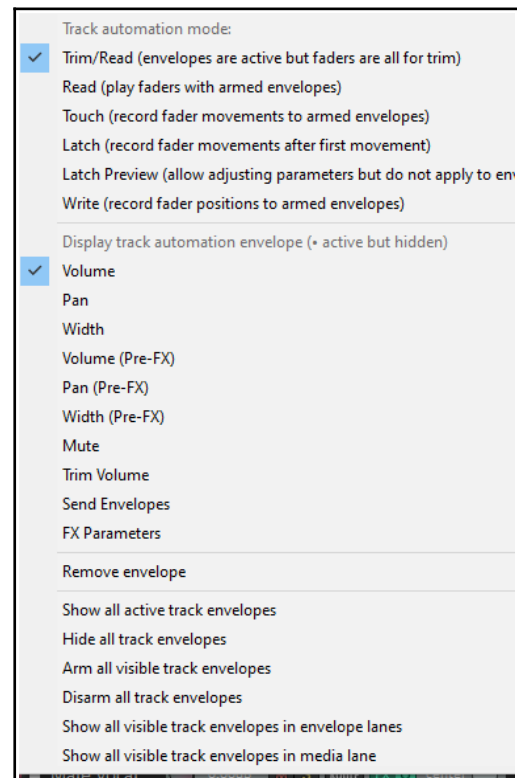 Track automation mode:
Trim/Read (envelopes are active but faders are all for trim)
Read (play faders with armed envelopes)
Touch (record fader movements to armed envelopes)
Latch (record fader movements after first movement)
Latch Preview (allow adjusting parameters but do not apply to env
Write (record fader positions to armed envelopes)
Display track automation envelope (• active but hidden)
Volume
Pan
Width
Volume (Pre-FX)
Pan (Pre-FX)
Width (Pre-FX)
Mute
Trim Volume
Send Envelopes
FX Parameters
Remove envelope
Show all active track envelopes
Hide all track envelopes
Arm all visible track envelopes
Disarm all track envelopes
Show all visible track envelopes in envelope lanes
Show all visible track envelopes in media lane